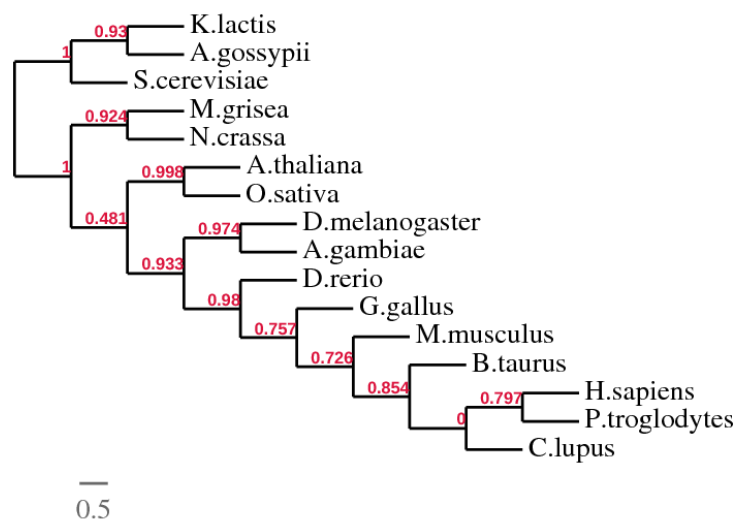 K.lactis
0.93
A.gossypii
1
S.cerevisiae
M.grisea
0.924
N.crassa
1
A.thaliana
0.998
O.sativa
0.481
D.melanogaster
0.974
A.gambiae
0.933
D.rerio
0.98
G.gallus
0.757
M.musculus
0.726
B.taurus
0.854
H.sapiens
0.797
P.troglodytes
0
C.lupus
0.5